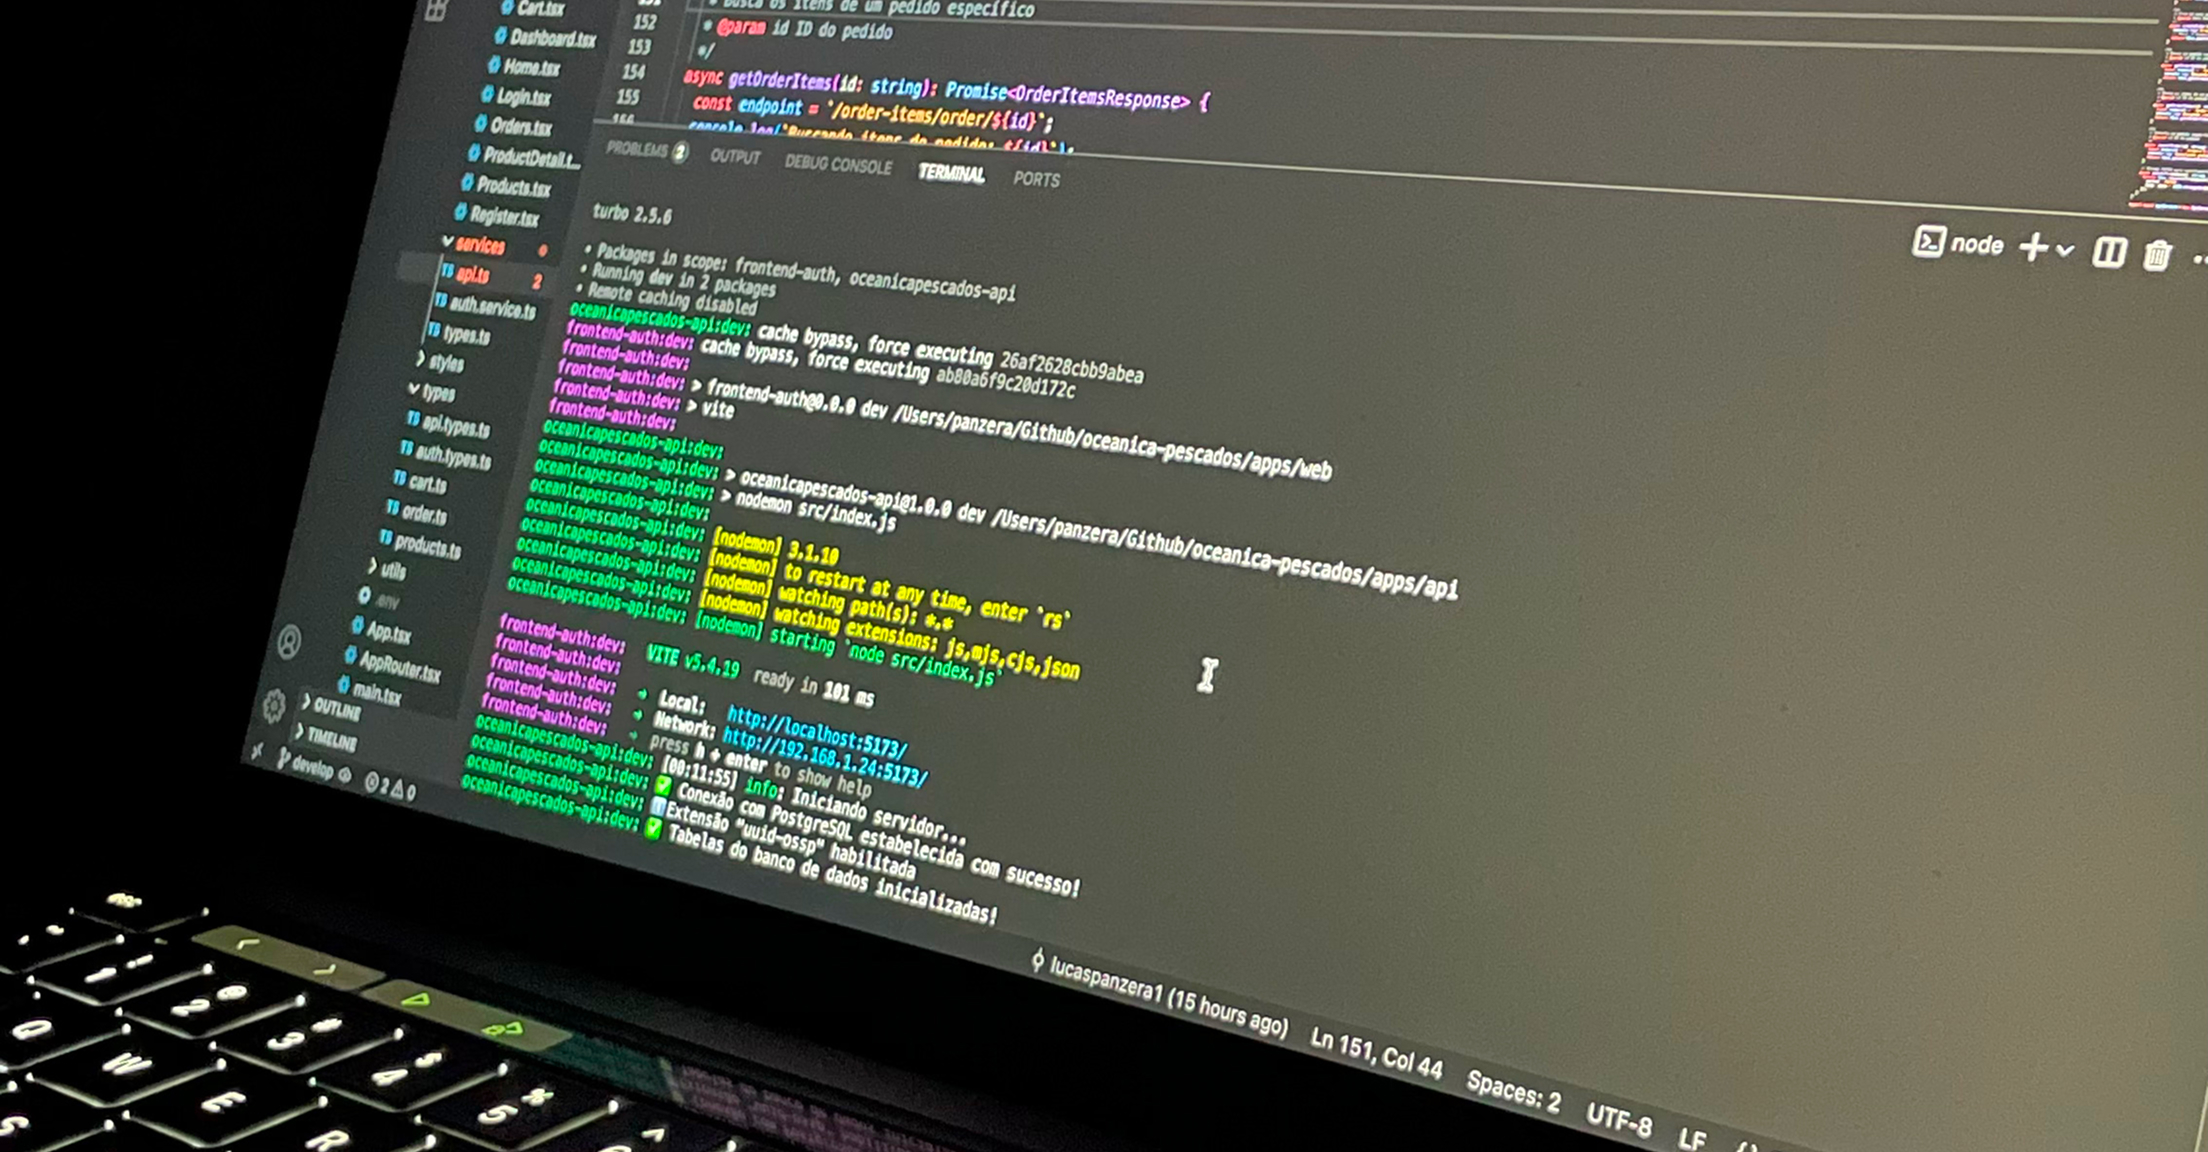 Cart.tsx
Dashboard.tsx
Home.tsx
Login.tsx
Orders.tsx
ProductDetail.t...
Products.tsx
Register.tsx
services
api.ts 2
auth.service.ts
types.ts
styles
types
api.types.ts
auth.types.ts
cart.ts
order.ts
products.ts
utils
.env
App.tsx
AppRouter.tsx
main.tsx
OUTLINE
TIMELINE
* Busca os itens de um pedido específico
152 * @param id ID do pedido
153 */
154 async getOrderItems(id: string): Promise<OrderItemsResponse> {
155 const endpoint = `/order-items/order/${id}`;
156 console.log(`Buscando itens do pedido: ${id}`);
PROBLEMS 2 OUTPUT DEBUG CONSOLE TERMINAL PORTS
node
turbo 2.5.6
• Packages in scope: frontend-auth, oceanicapescados-api
• Running dev in 2 packages
• Remote caching disabled
oceanicapescados-api:dev: cache bypass, force executing 26af2628cbb9abea
frontend-auth:dev: cache bypass, force executing ab80a6f9c20d172c
frontend-auth:dev:
frontend-auth:dev: > frontend-auth@0.0.0 dev /Users/panzera/Github/oceanica-pescados/apps/web
frontend-auth:dev: > vite
frontend-auth:dev:
oceanicapescados-api:dev:
oceanicapescados-api:dev: > oceanicapescados-api@1.0.0 dev /Users/panzera/Github/oceanica-pescados/apps/api
oceanicapescados-api:dev: > nodemon src/index.js
oceanicapescados-api:dev:
oceanicapescados-api:dev: [nodemon] 3.1.10
oceanicapescados-api:dev: [nodemon] to restart at any time, enter `rs`
oceanicapescados-api:dev: [nodemon] watching path(s): *.*
oceanicapescados-api:dev: [nodemon] watching extensions: js,mjs,cjs,json
oceanicapescados-api:dev: [nodemon] starting `node src/index.js`
frontend-auth:dev:
frontend-auth:dev: VITE v5.4.19 ready in 101 ms
frontend-auth:dev:
frontend-auth:dev: ➜ Local: http://localhost:5173/
frontend-auth:dev: ➜ Network: http://192.168.1.24:5173/
frontend-auth:dev: ➜ press h + enter to show help
oceanicapescados-api:dev: [00:11:55] info: Iniciando servidor...
oceanicapescados-api:dev: ✅ Conexão com PostgreSQL estabelecida com sucesso!
oceanicapescados-api:dev: Extensão "uuid-ossp" habilitada
oceanicapescados-api:dev: ✅ Tabelas do banco de dados inicializadas!
develop 2 0
lucaspanzera1 (15 hours ago) Ln 151, Col 44 Spaces: 2 UTF-8 LF
esc
! 1 @ 2 # 3 $ 4 % 5
Q W E R
S